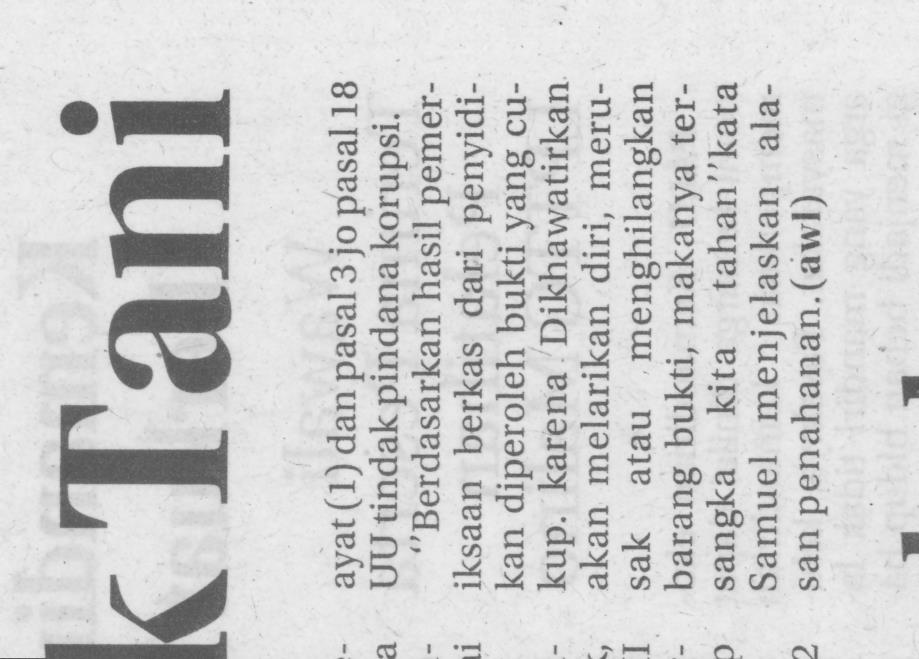 k Tani
ayat (1) dan pasal 3 jo pasal 18
UU tindak pindana korupsi.
"Berdasarkan hasil pemer-
iksaan berkas dari penyidi-
kan diperoleh bukti yang cu-
kup. karena Dikhawatirkan
akan melarikan diri, meru-
sak atau menghilangkan
barang bukti, makanya ter-
sangka kita tahan"kata
Samuel menjelaskan ala-
san penahanan.(awl)